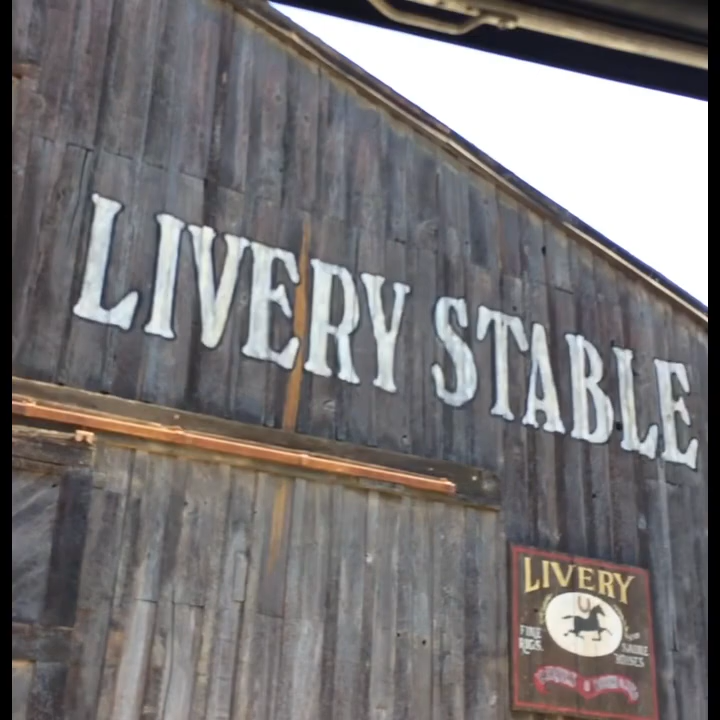 LIVERY STABLE
LIVERY
FINE
RIGS.
SADDLE
HORSES